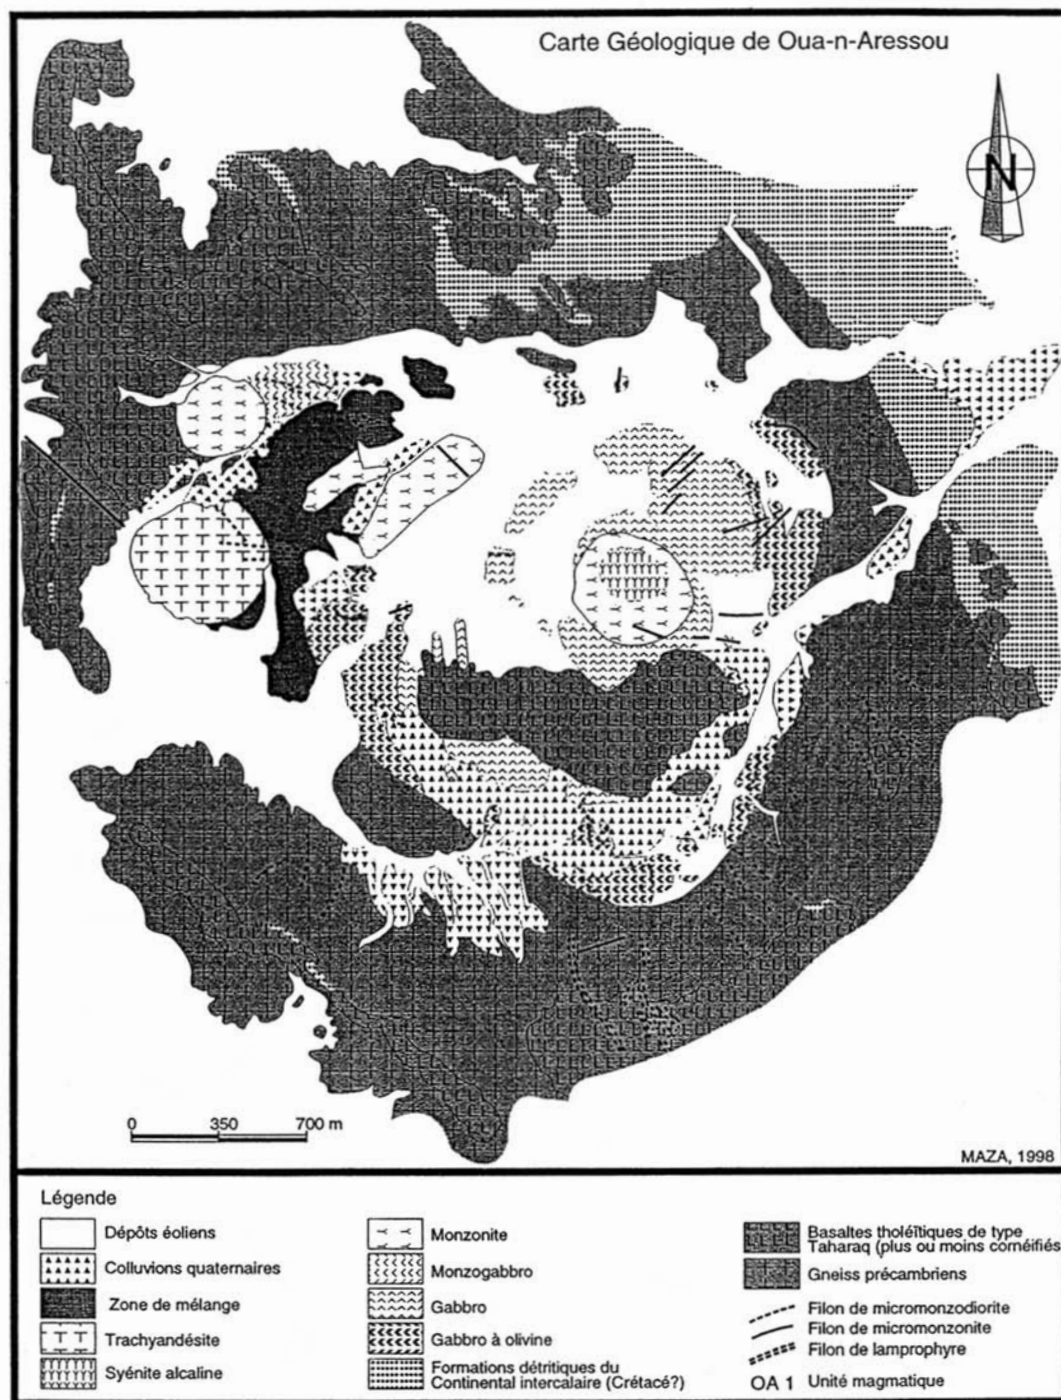 Carte Géologique de Oua-n-Aressou
N
0 350 700 m
MAZA, 1998
Légende
Dépôts éoliens
Colluvions quaternaires
Zone de mélange
Trachyandésite
Syénite alcaline
Monzonite
Monzogabbro
Gabbro
Gabbro à olivine
Formations détritiques du
Continental intercalaire (Crétacé?)
Basaltes tholéïtiques de type
Taharaq (plus ou moins cornéifiés
Gneiss précambriens
Filon de micromonzodiorite
Filon de micromonzonite
Filon de lamprophyre
OA 1 Unité magmatique